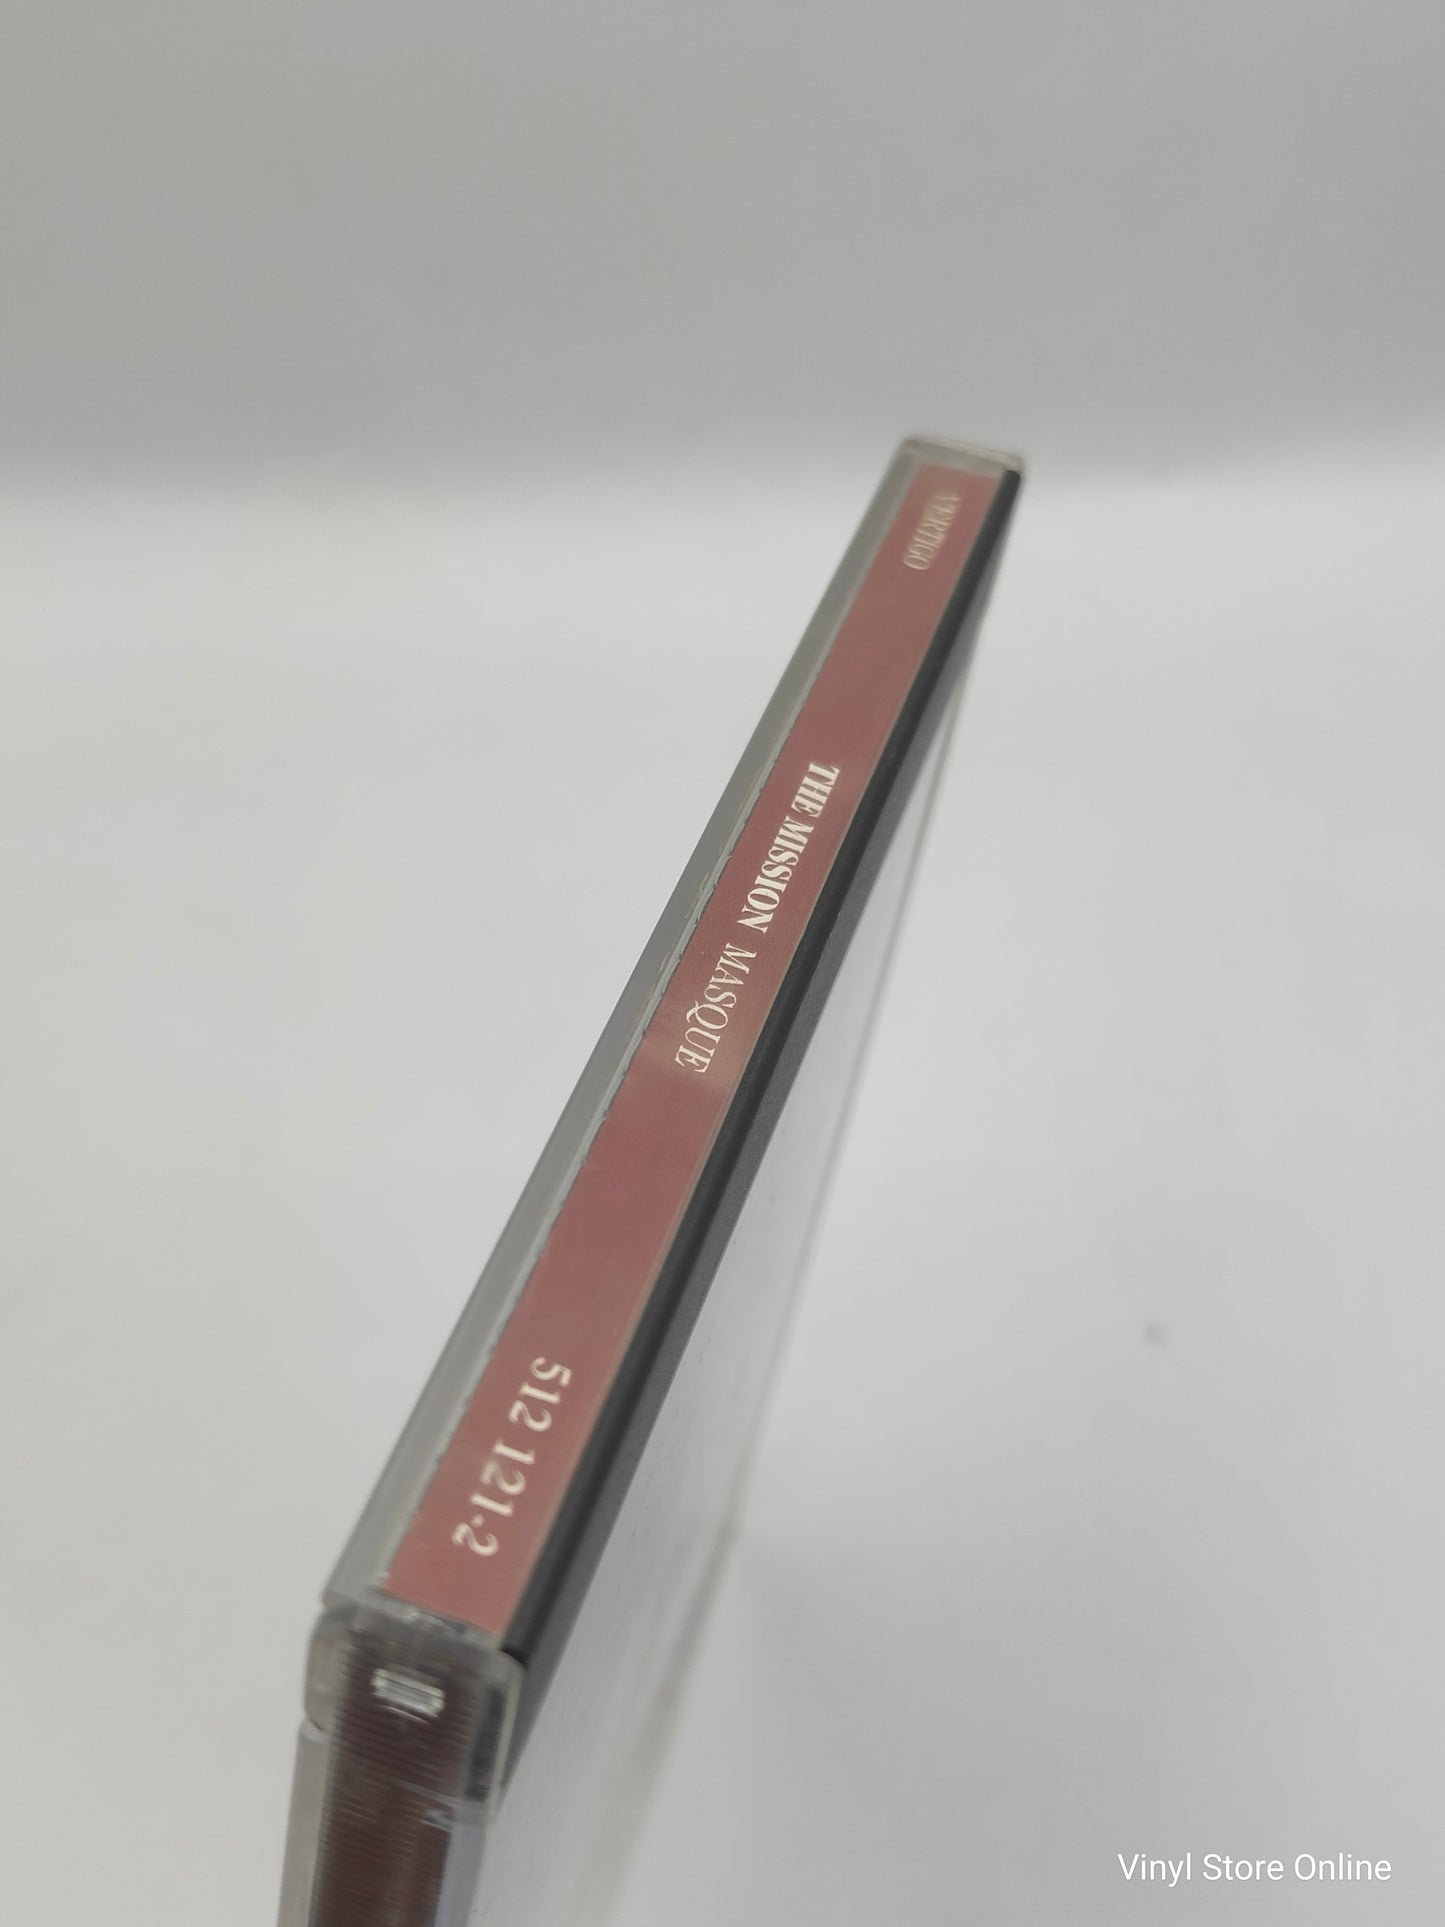 VERTIGO
THE MISSION MASQUE
512 121-2
Vinyl Store Online